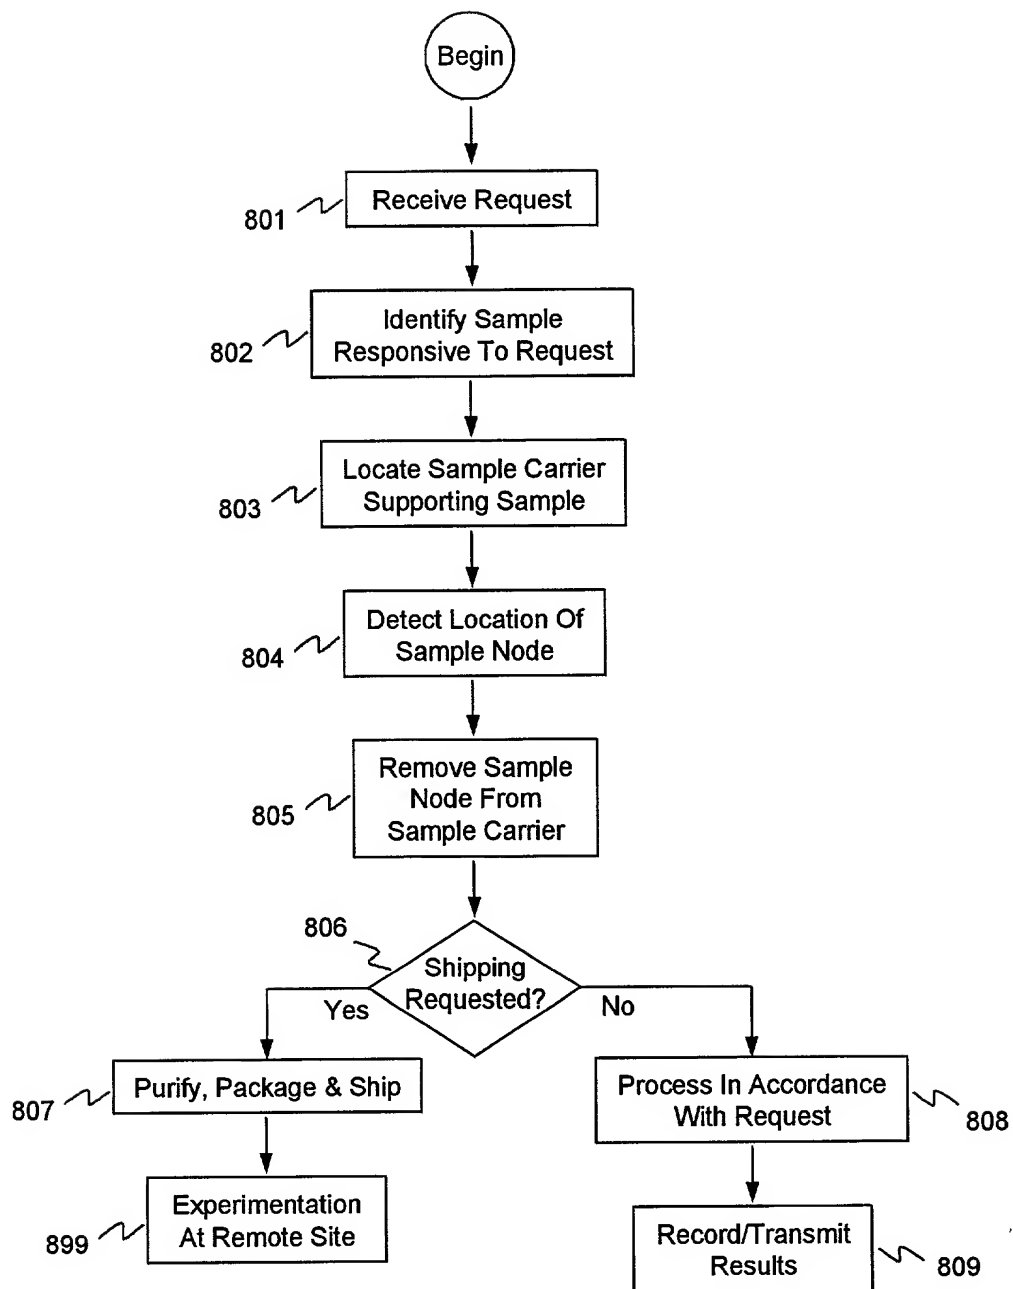 Begin
Receive Request
801
Identify Sample
Responsive To Request
802
Locate Sample Carrier
Supporting Sample
803
Detect Location Of
Sample Node
804
Remove Sample
Node From
Sample Carrier
805
806
Shipping
Requested?
Yes
No
Purify, Package & Ship
807
Process In Accordance
With Request
808
Experimentation
At Remote Site
899
Record/Transmit
Results
809